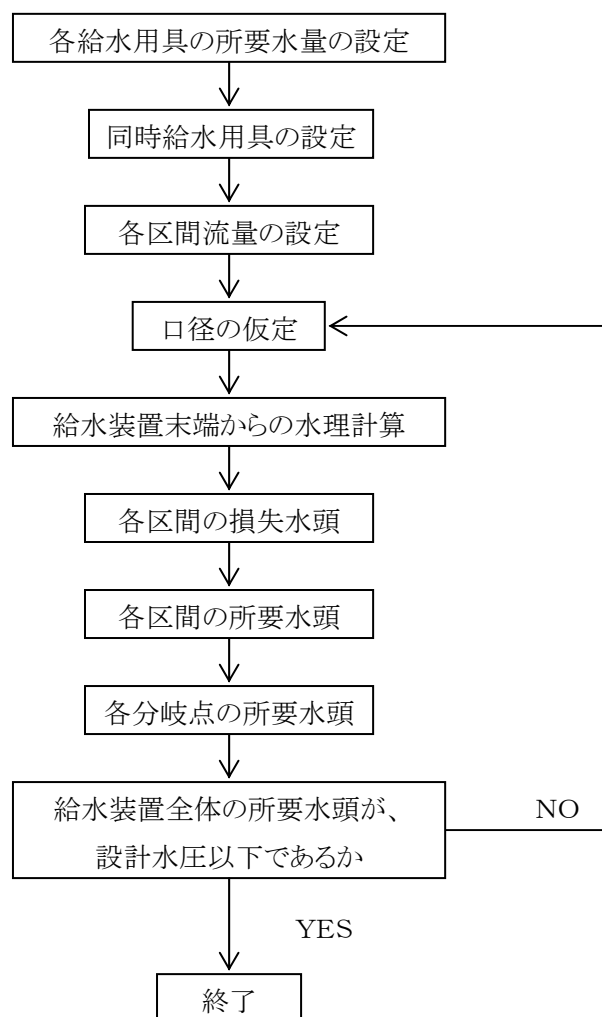 各給水用具の所要水量の設定
同時給水用具の設定
各区間流量の設定
口径の仮定
給水装置末端からの水理計算
各区間の損失水頭
各区間の所要水頭
各分岐点の所要水頭
給水装置全体の所要水頭が、
設計水圧以下であるか
NO
YES
終了